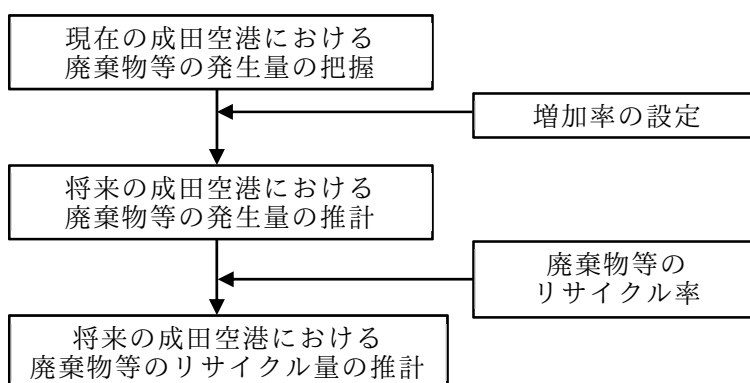 現在の成田空港における
廃棄物等の発生量の把握
増加率の設定
将来の成田空港における
廃棄物等の発生量の推計
廃棄物等の
リサイクル率
将来の成田空港における
廃棄物等のリサイクル量の推計